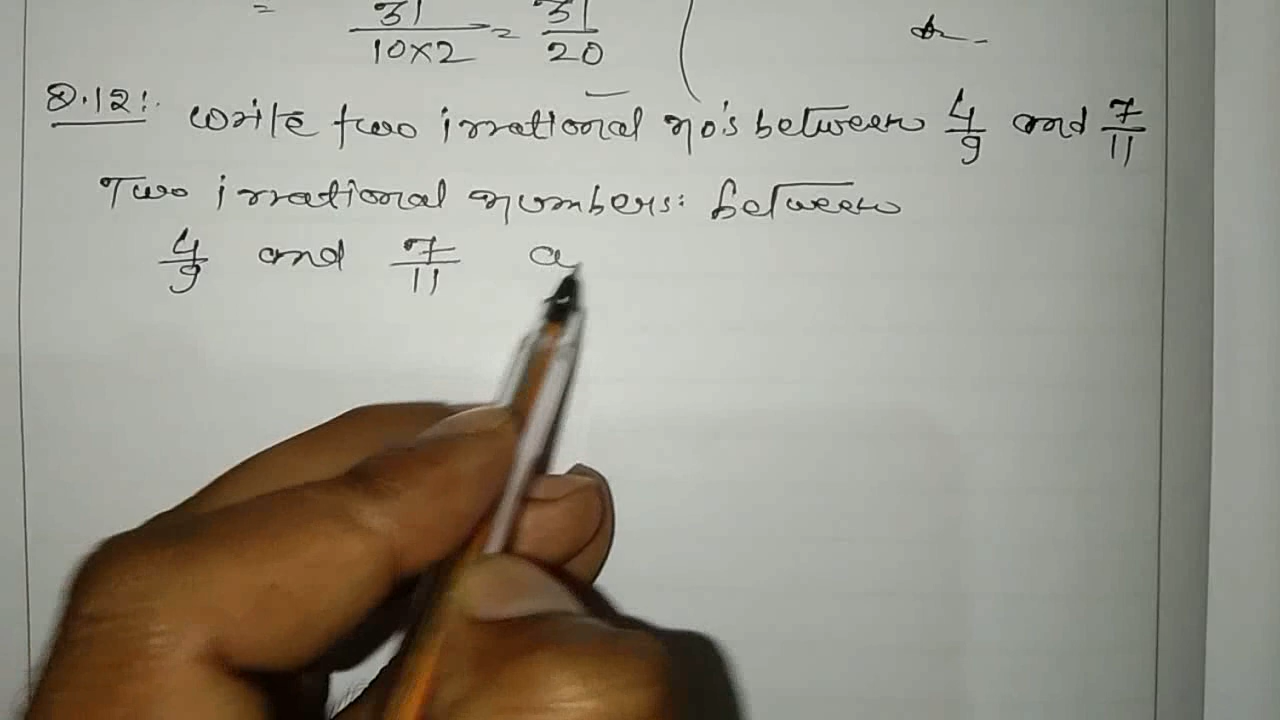 = 31/10×2 = 31/20
Q.12: Write two irrational no's between 4/9 and 7/11
Two irrational numbers: between
4/9 and 7/11 a